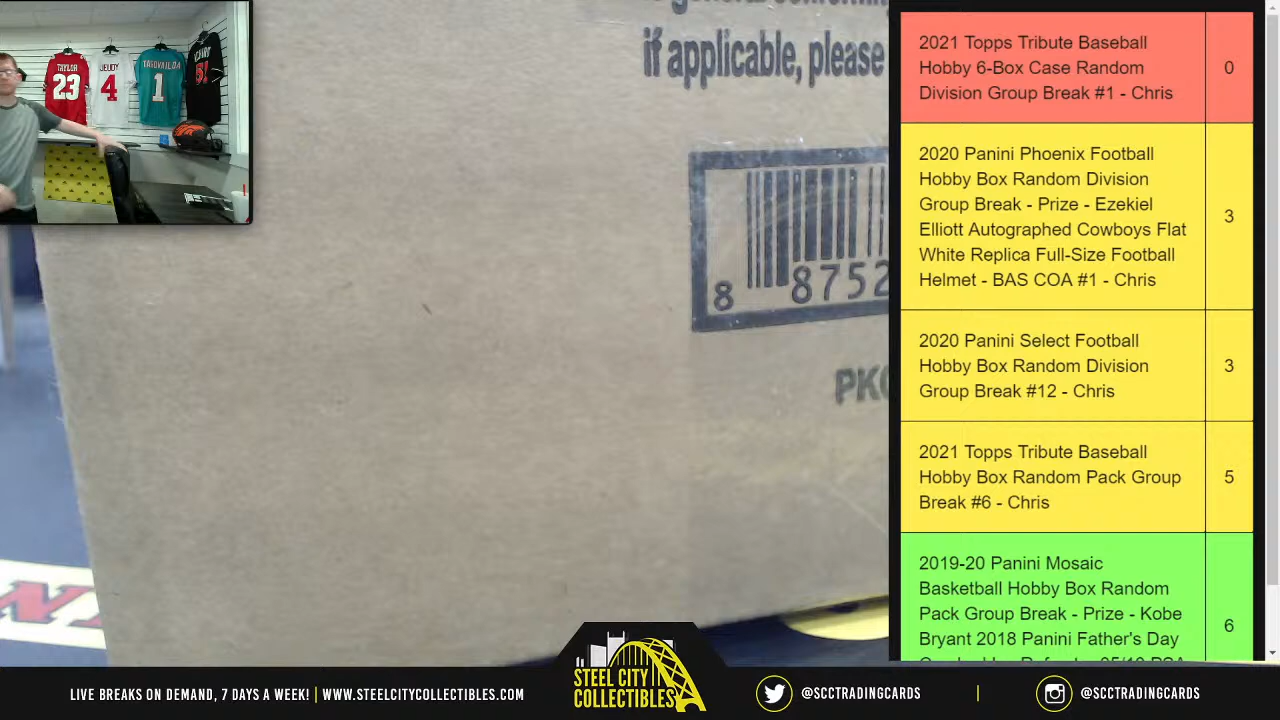 TAYLOR
23
JEUDY
4
TAGOVAILOA
1
51
if applicable, please
8 8752
2021 Topps Tribute Baseball
Hobby 6-Box Case Random
Division Group Break #1 - Chris
0
2020 Panini Phoenix Football
Hobby Box Random Division
Group Break - Prize - Ezekiel
Elliott Autographed Cowboys Flat
White Replica Full-Size Football
Helmet - BAS COA #1 - Chris
3
2020 Panini Select Football
Hobby Box Random Division
Group Break #12 - Chris
3
2021 Topps Tribute Baseball
Hobby Box Random Pack Group
Break #6 - Chris
5
2019-20 Panini Mosaic
Basketball Hobby Box Random
Pack Group Break - Prize - Kobe
Bryant 2018 Panini Father's Day
6
LIVE BREAKS ON DEMAND, 7 DAYS A WEEK! | WWW.STEELCITYCOLLECTIBLES.COM
STEEL CITY
COLLECTIBLES
@SCCTRADINGCARDS | @SCCTRADINGCARDS